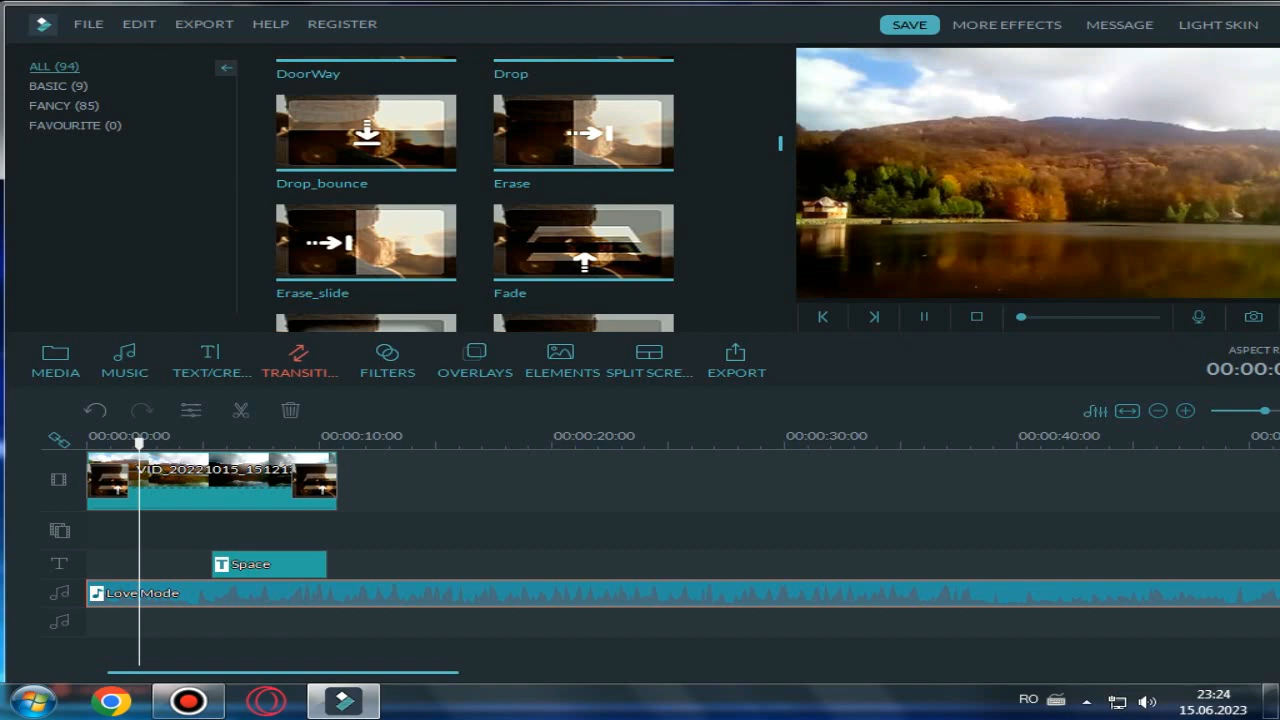 FILE EDIT EXPORT HELP REGISTER SAVE MORE EFFECTS MESSAGE LIGHT SKIN
ALL (94)
BASIC (9)
FANCY (85)
FAVOURITE (0)
DoorWay Drop
Drop_bounce Erase
Erase_slide Fade
ASPECT R
00:00:0
MEDIA MUSIC TEXT/CRE... TRANSITI... FILTERS OVERLAYS ELEMENTS SPLIT SCRE... EXPORT
00:00:00:00 00:00:10:00 00:00:20:00 00:00:30:00 00:00:40:00 00:0
VID_20221015_15121
T Space
Love Mode
RO 23:24
15.06.2023